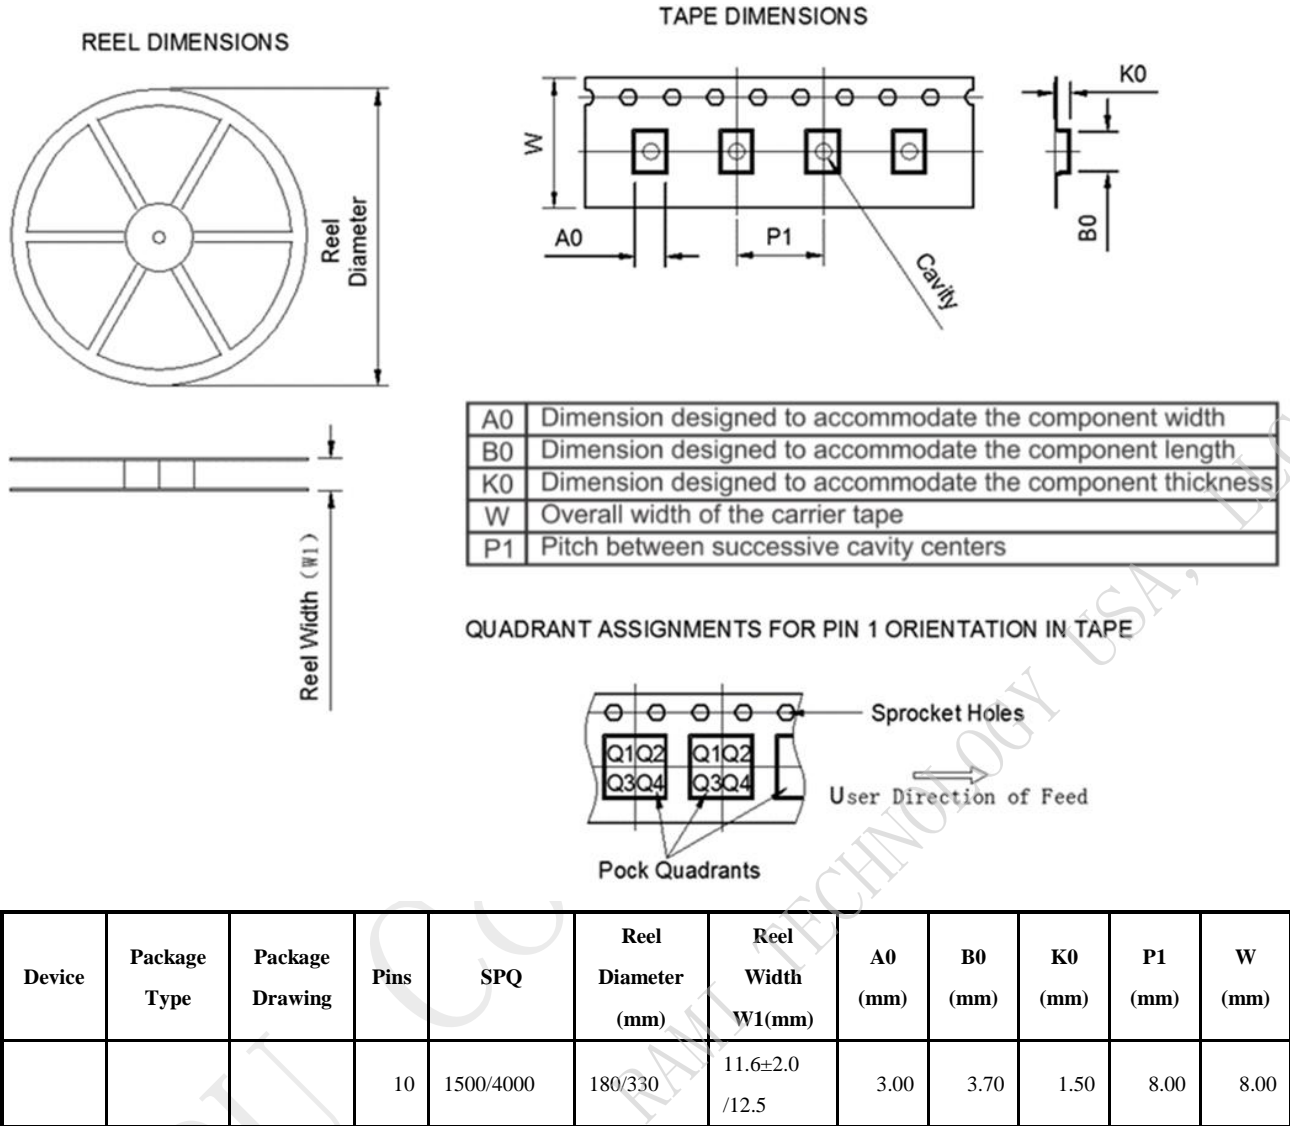 REEL DIMENSIONS
TAPE DIMENSIONS
Reel
Diameter
Reel Width (W1)
W
K0
A0
P1
B0
Cavity
A0 Dimension designed to accommodate the component width
B0 Dimension designed to accommodate the component length
K0 Dimension designed to accommodate the component thickness
W Overall width of the carrier tape
P1 Pitch between successive cavity centers
QUADRANT ASSIGNMENTS FOR PIN 1 ORIENTATION IN TAPE
Sprocket Holes
Q1 Q2 Q1 Q2
Q3 Q4 Q3 Q4
User Direction of Feed
Pock Quadrants
Device Package Type Package Drawing Pins SPQ Reel Diameter (mm) Reel Width W1(mm) A0 (mm) B0 (mm) K0 (mm) P1 (mm) W (mm)
10 1500/4000 180/330 11.6±2.0 /12.5 3.00 3.70 1.50 8.00 8.00
RAMI TECHNOLOGY USA, LLC